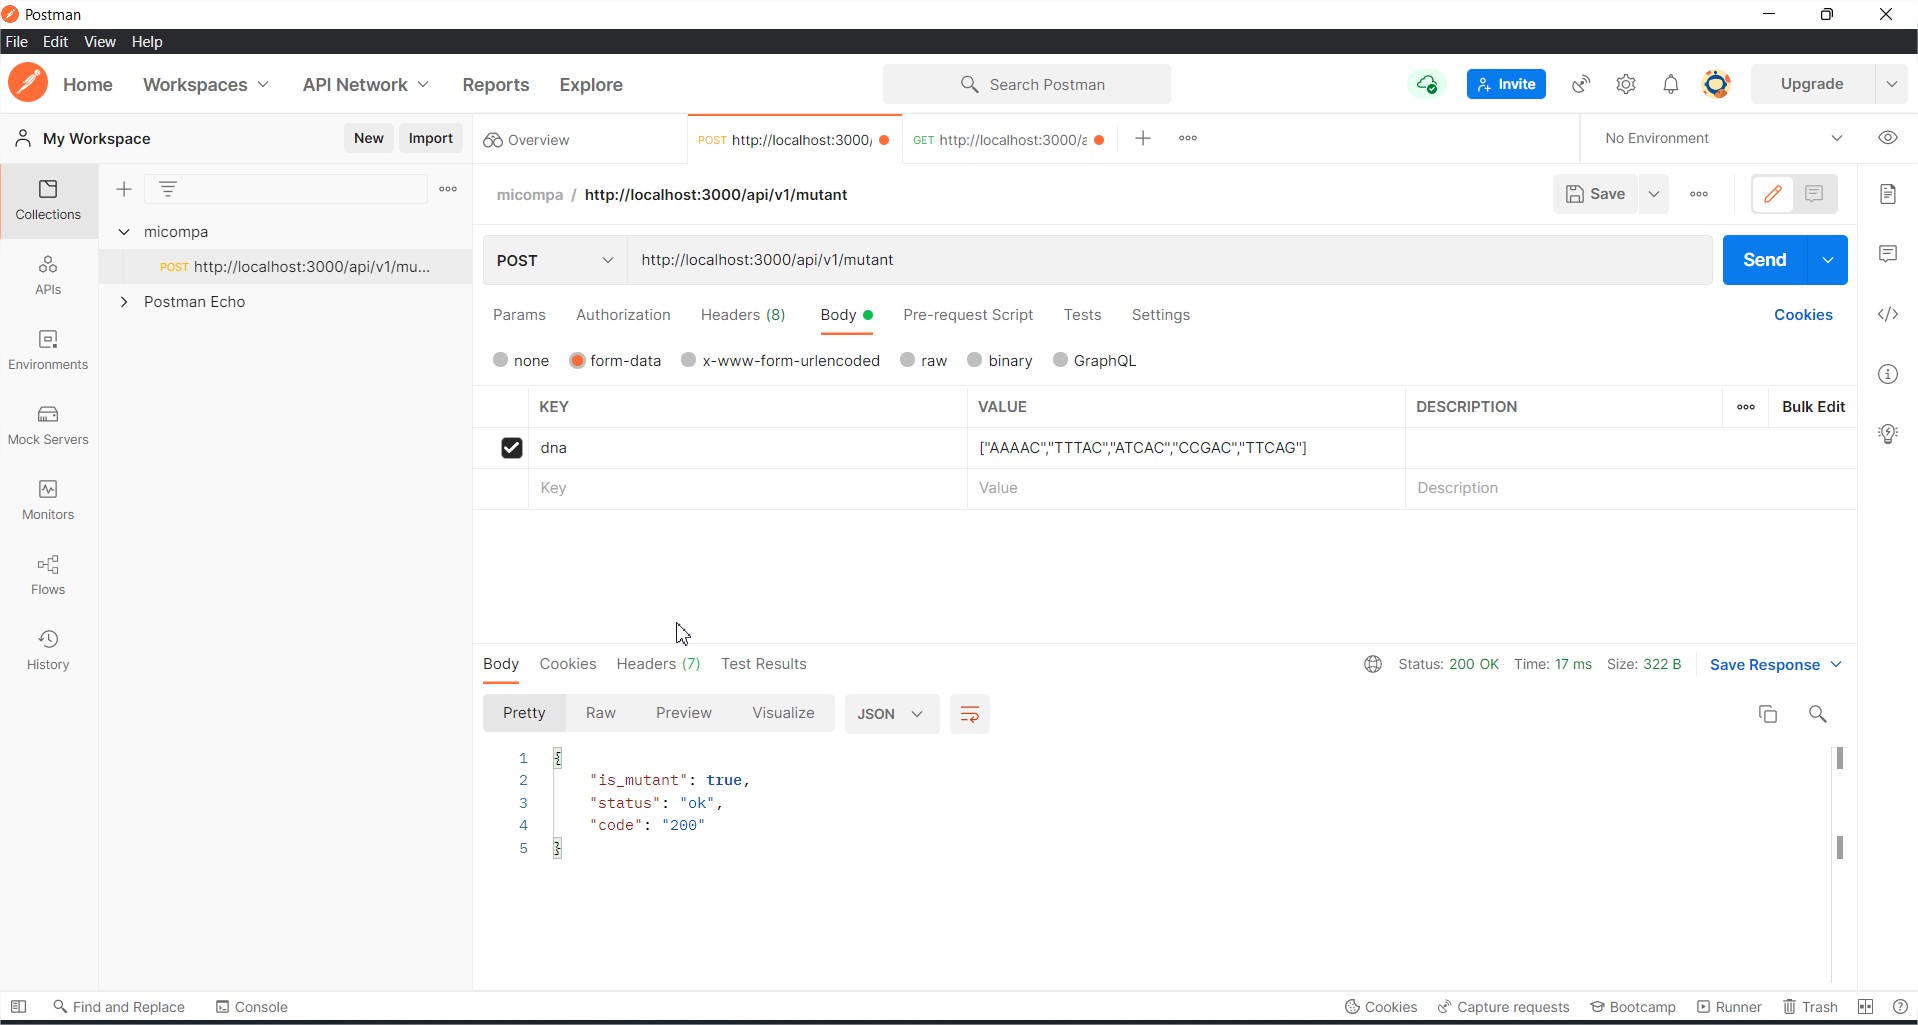 Postman
File Edit View Help
Home Workspaces API Network Reports Explore Search Postman Invite Upgrade
My Workspace New Import Overview POST http://localhost:3000/ GET http://localhost:3000/a No Environment
Collections
micompa / http://localhost:3000/api/v1/mutant Save
micompa
POST http://localhost:3000/api/v1/mu...
Postman Echo
APIs
Environments
Mock Servers
Monitors
Flows
History
POST http://localhost:3000/api/v1/mutant Send
Params Authorization Headers (8) Body Pre-request Script Tests Settings Cookies
none form-data x-www-form-urlencoded raw binary GraphQL
KEY VALUE DESCRIPTION Bulk Edit
dna ["AAAAC","TTTAC","ATCAC","CCGAC","TTCAG"]
Key Value Description
Body Cookies Headers (7) Test Results Status: 200 OK Time: 17 ms Size: 322 B Save Response
Pretty Raw Preview Visualize JSON
1 {
2 "is_mutant": true,
3 "status": "ok",
4 "code": "200"
5 }
Find and Replace Console Cookies Capture requests Bootcamp Runner Trash